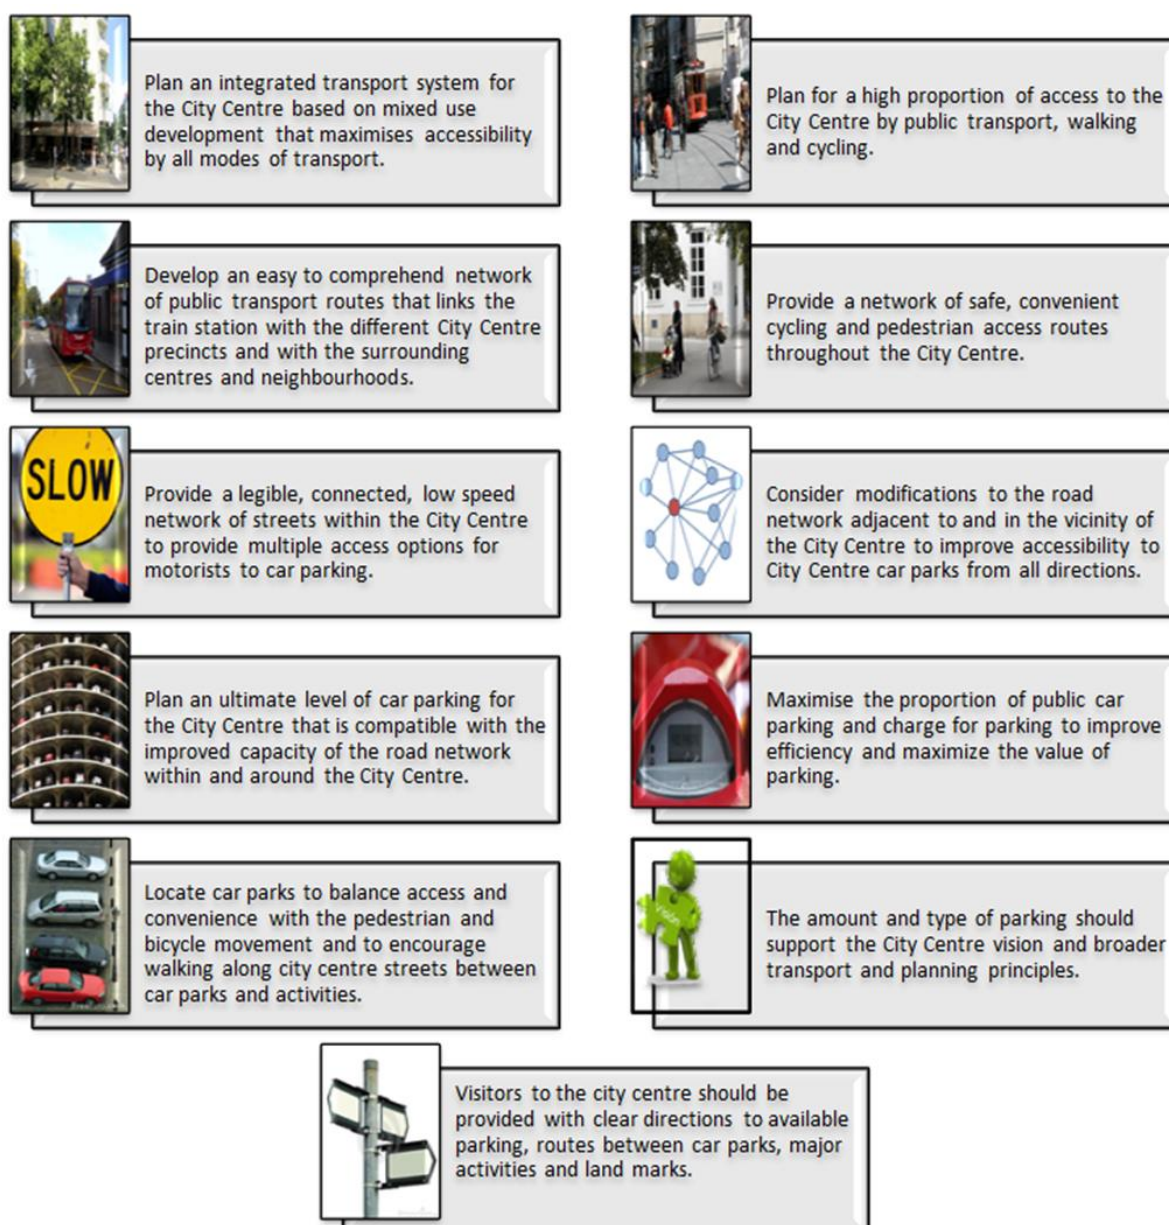 Plan an integrated transport system for
the City Centre based on mixed use
development that maximises accessibility
by all modes of transport.
Plan for a high proportion of access to the
City Centre by public transport, walking
and cycling.
Develop an easy to comprehend network
of public transport routes that links the
train station with the different City Centre
precincts and with the surrounding
centres and neighbourhoods.
Provide a network of safe, convenient
cycling and pedestrian access routes
throughout the City Centre.
SLOW
Provide a legible, connected, low speed
network of streets within the City Centre
to provide multiple access options for
motorists to car parking.
Consider modifications to the road
network adjacent to and in the vicinity of
the City Centre to improve accessibility to
City Centre car parks from all directions.
Plan an ultimate level of car parking for
the City Centre that is compatible with the
improved capacity of the road network
within and around the City Centre.
Maximise the proportion of public car
parking and charge for parking to improve
efficiency and maximize the value of
parking.
Locate car parks to balance access and
convenience with the pedestrian and
bicycle movement and to encourage
walking along city centre streets between
car parks and activities.
vision
The amount and type of parking should
support the City Centre vision and broader
transport and planning principles.
Visitors to the city centre should be
provided with clear directions to available
parking, routes between car parks, major
activities and land marks.